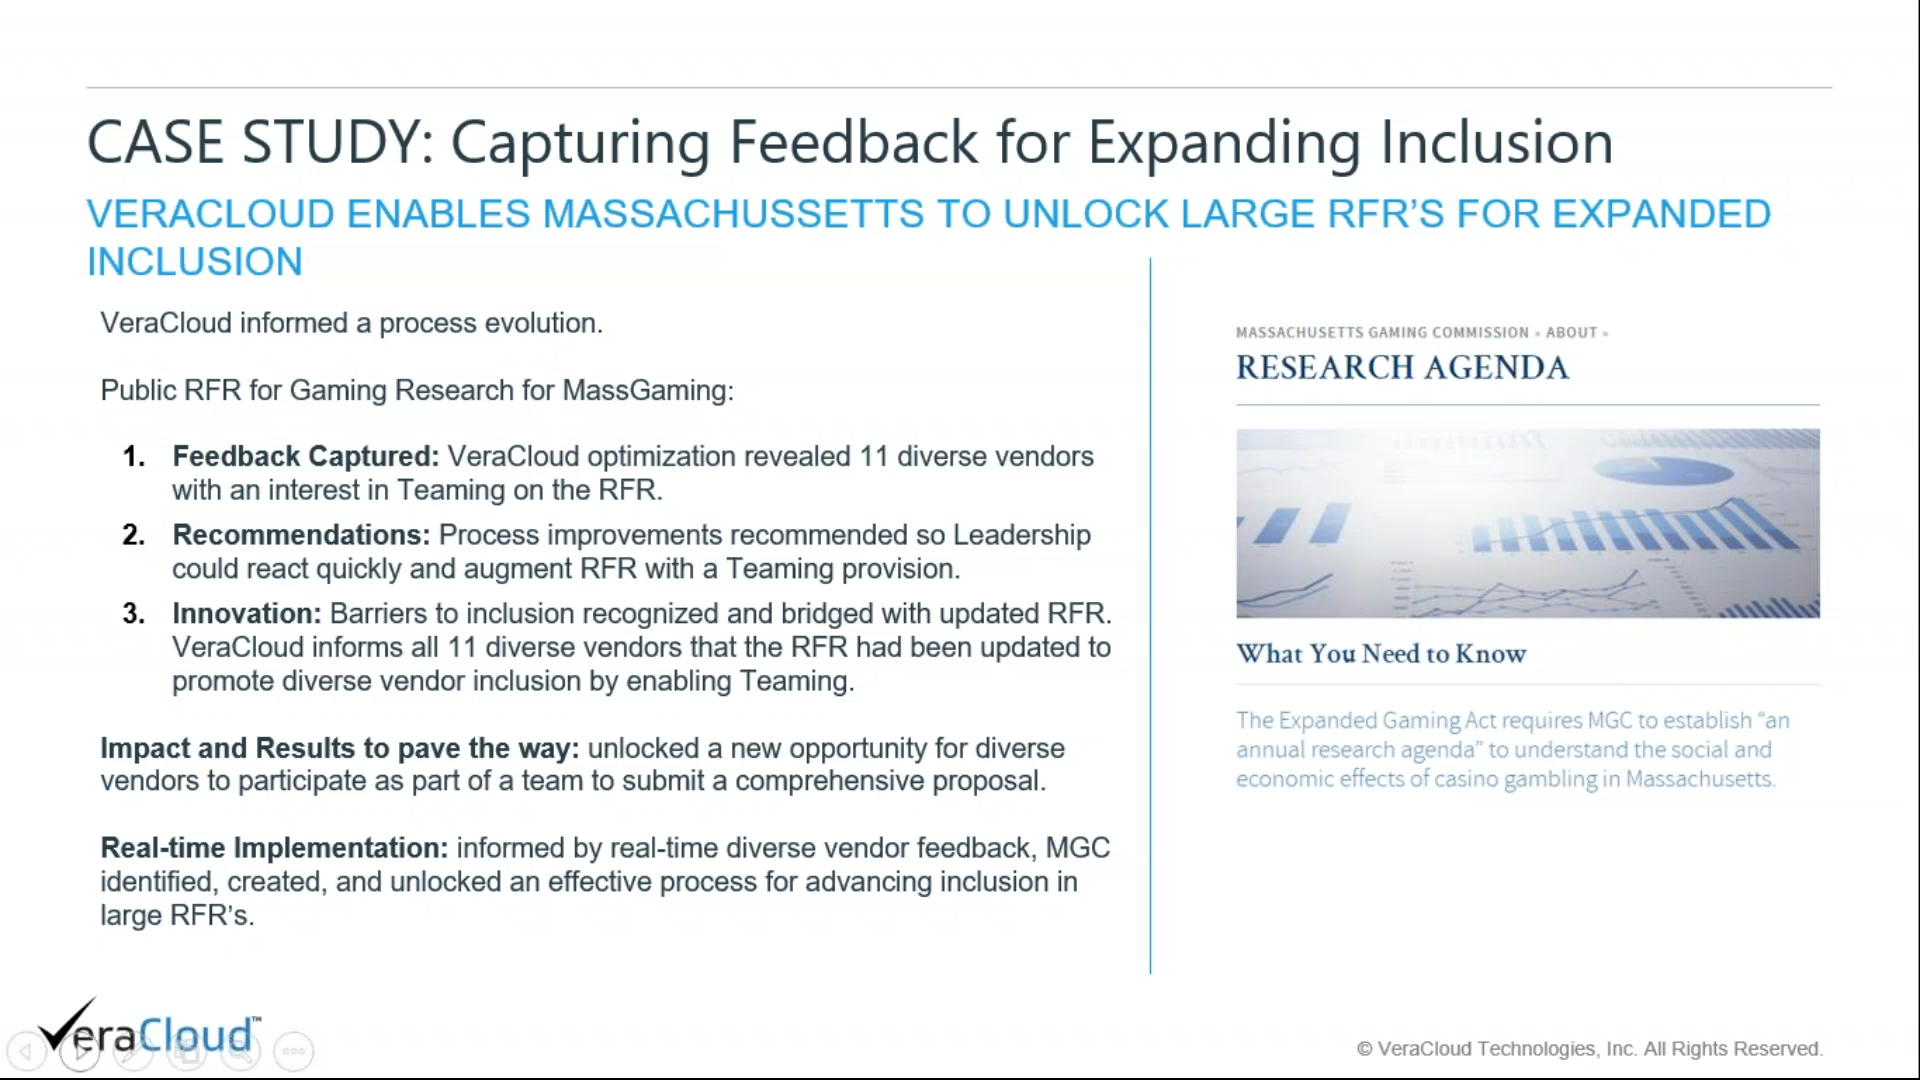 CASE STUDY: Capturing Feedback for Expanding Inclusion
VERACLOUD ENABLES MASSACHUSSETTS TO UNLOCK LARGE RFR’S FOR EXPANDED
INCLUSION
VeraCloud informed a process evolution.
Public RFR for Gaming Research for MassGaming:
1. Feedback Captured: VeraCloud optimization revealed 11 diverse vendors
with an interest in Teaming on the RFR.
2. Recommendations: Process improvements recommended so Leadership
could react quickly and augment RFR with a Teaming provision.
3. Innovation: Barriers to inclusion recognized and bridged with updated RFR.
VeraCloud informs all 11 diverse vendors that the RFR had been updated to
promote diverse vendor inclusion by enabling Teaming.
Impact and Results to pave the way: unlocked a new opportunity for diverse
vendors to participate as part of a team to submit a comprehensive proposal.
Real-time Implementation: informed by real-time diverse vendor feedback, MGC
identified, created, and unlocked an effective process for advancing inclusion in
large RFR’s.
MASSACHUSETTS GAMING COMMISSION » ABOUT »
RESEARCH AGENDA
What You Need to Know
The Expanded Gaming Act requires MGC to establish “an
annual research agenda” to understand the social and
economic effects of casino gambling in Massachusetts.
VeraCloud™
© VeraCloud Technologies, Inc. All Rights Reserved.